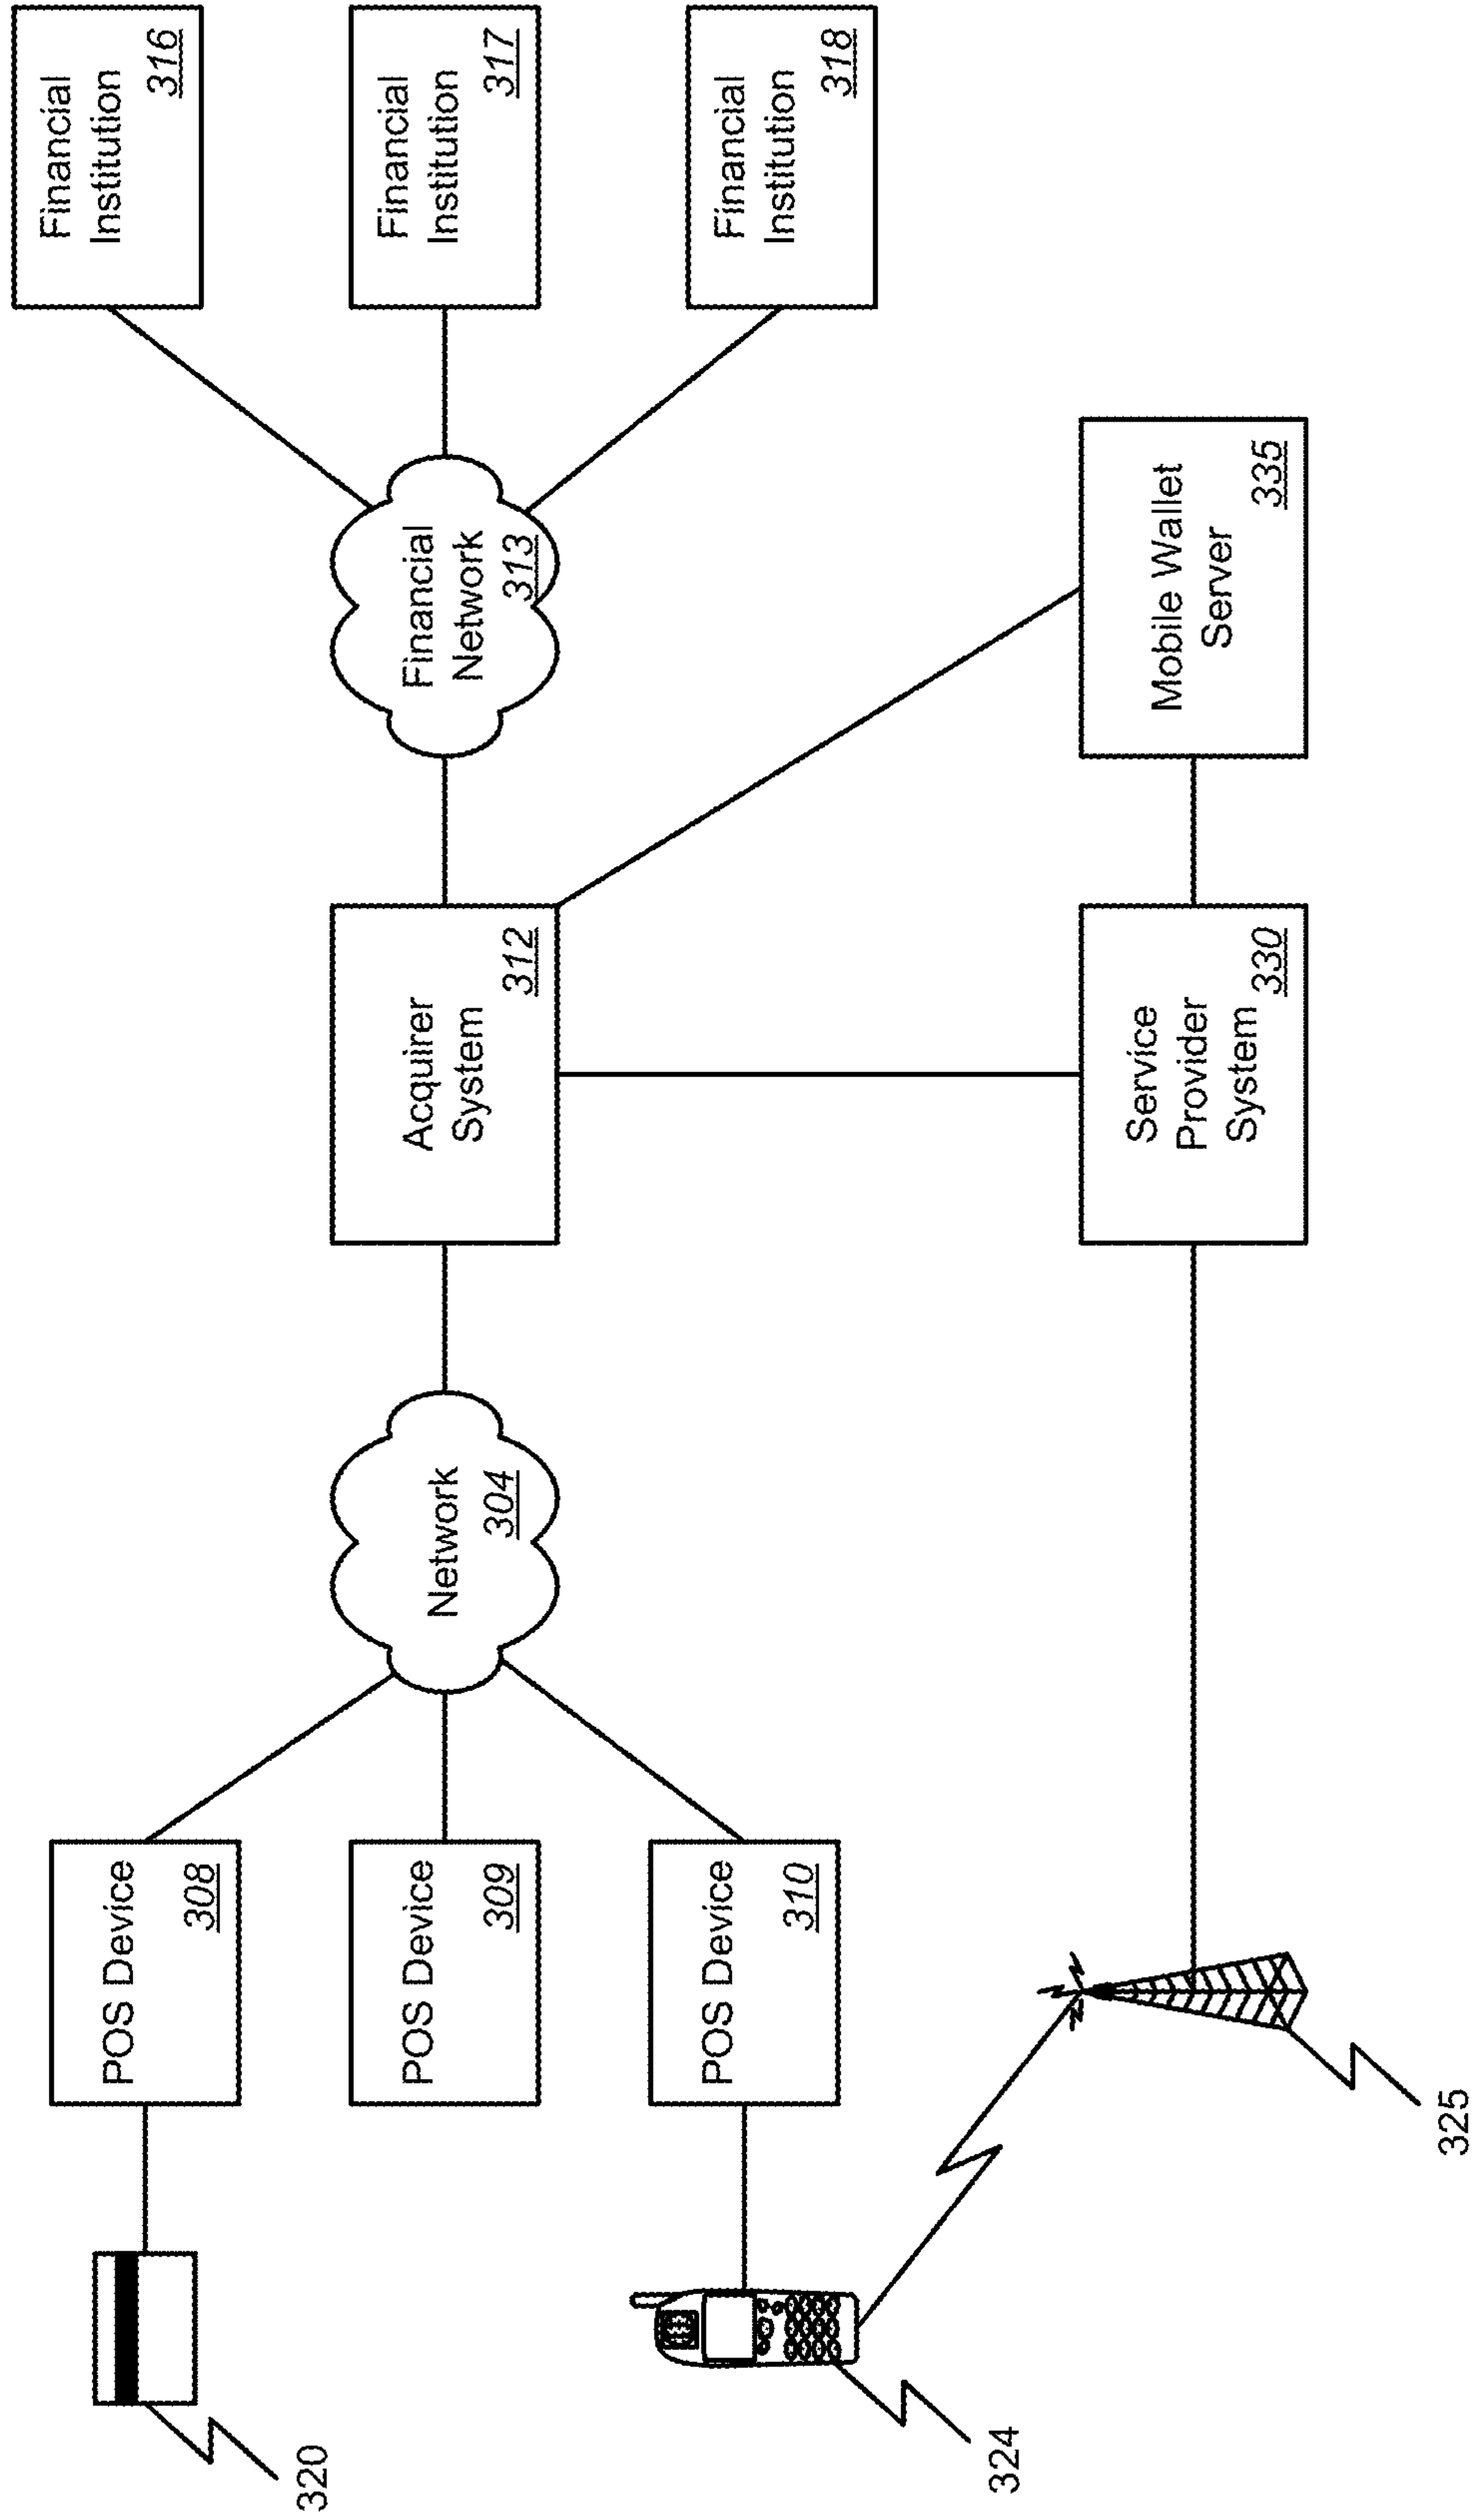 320
POS Device
308
POS Device
309
324
POS Device
310
325
Network
304
Acquirer
System
312
Service
Provider
System
330
Financial
Network
313
Mobile Wallet
Server
335
Financial
Institution
316
Financial
Institution
317
Financial
Institution
318